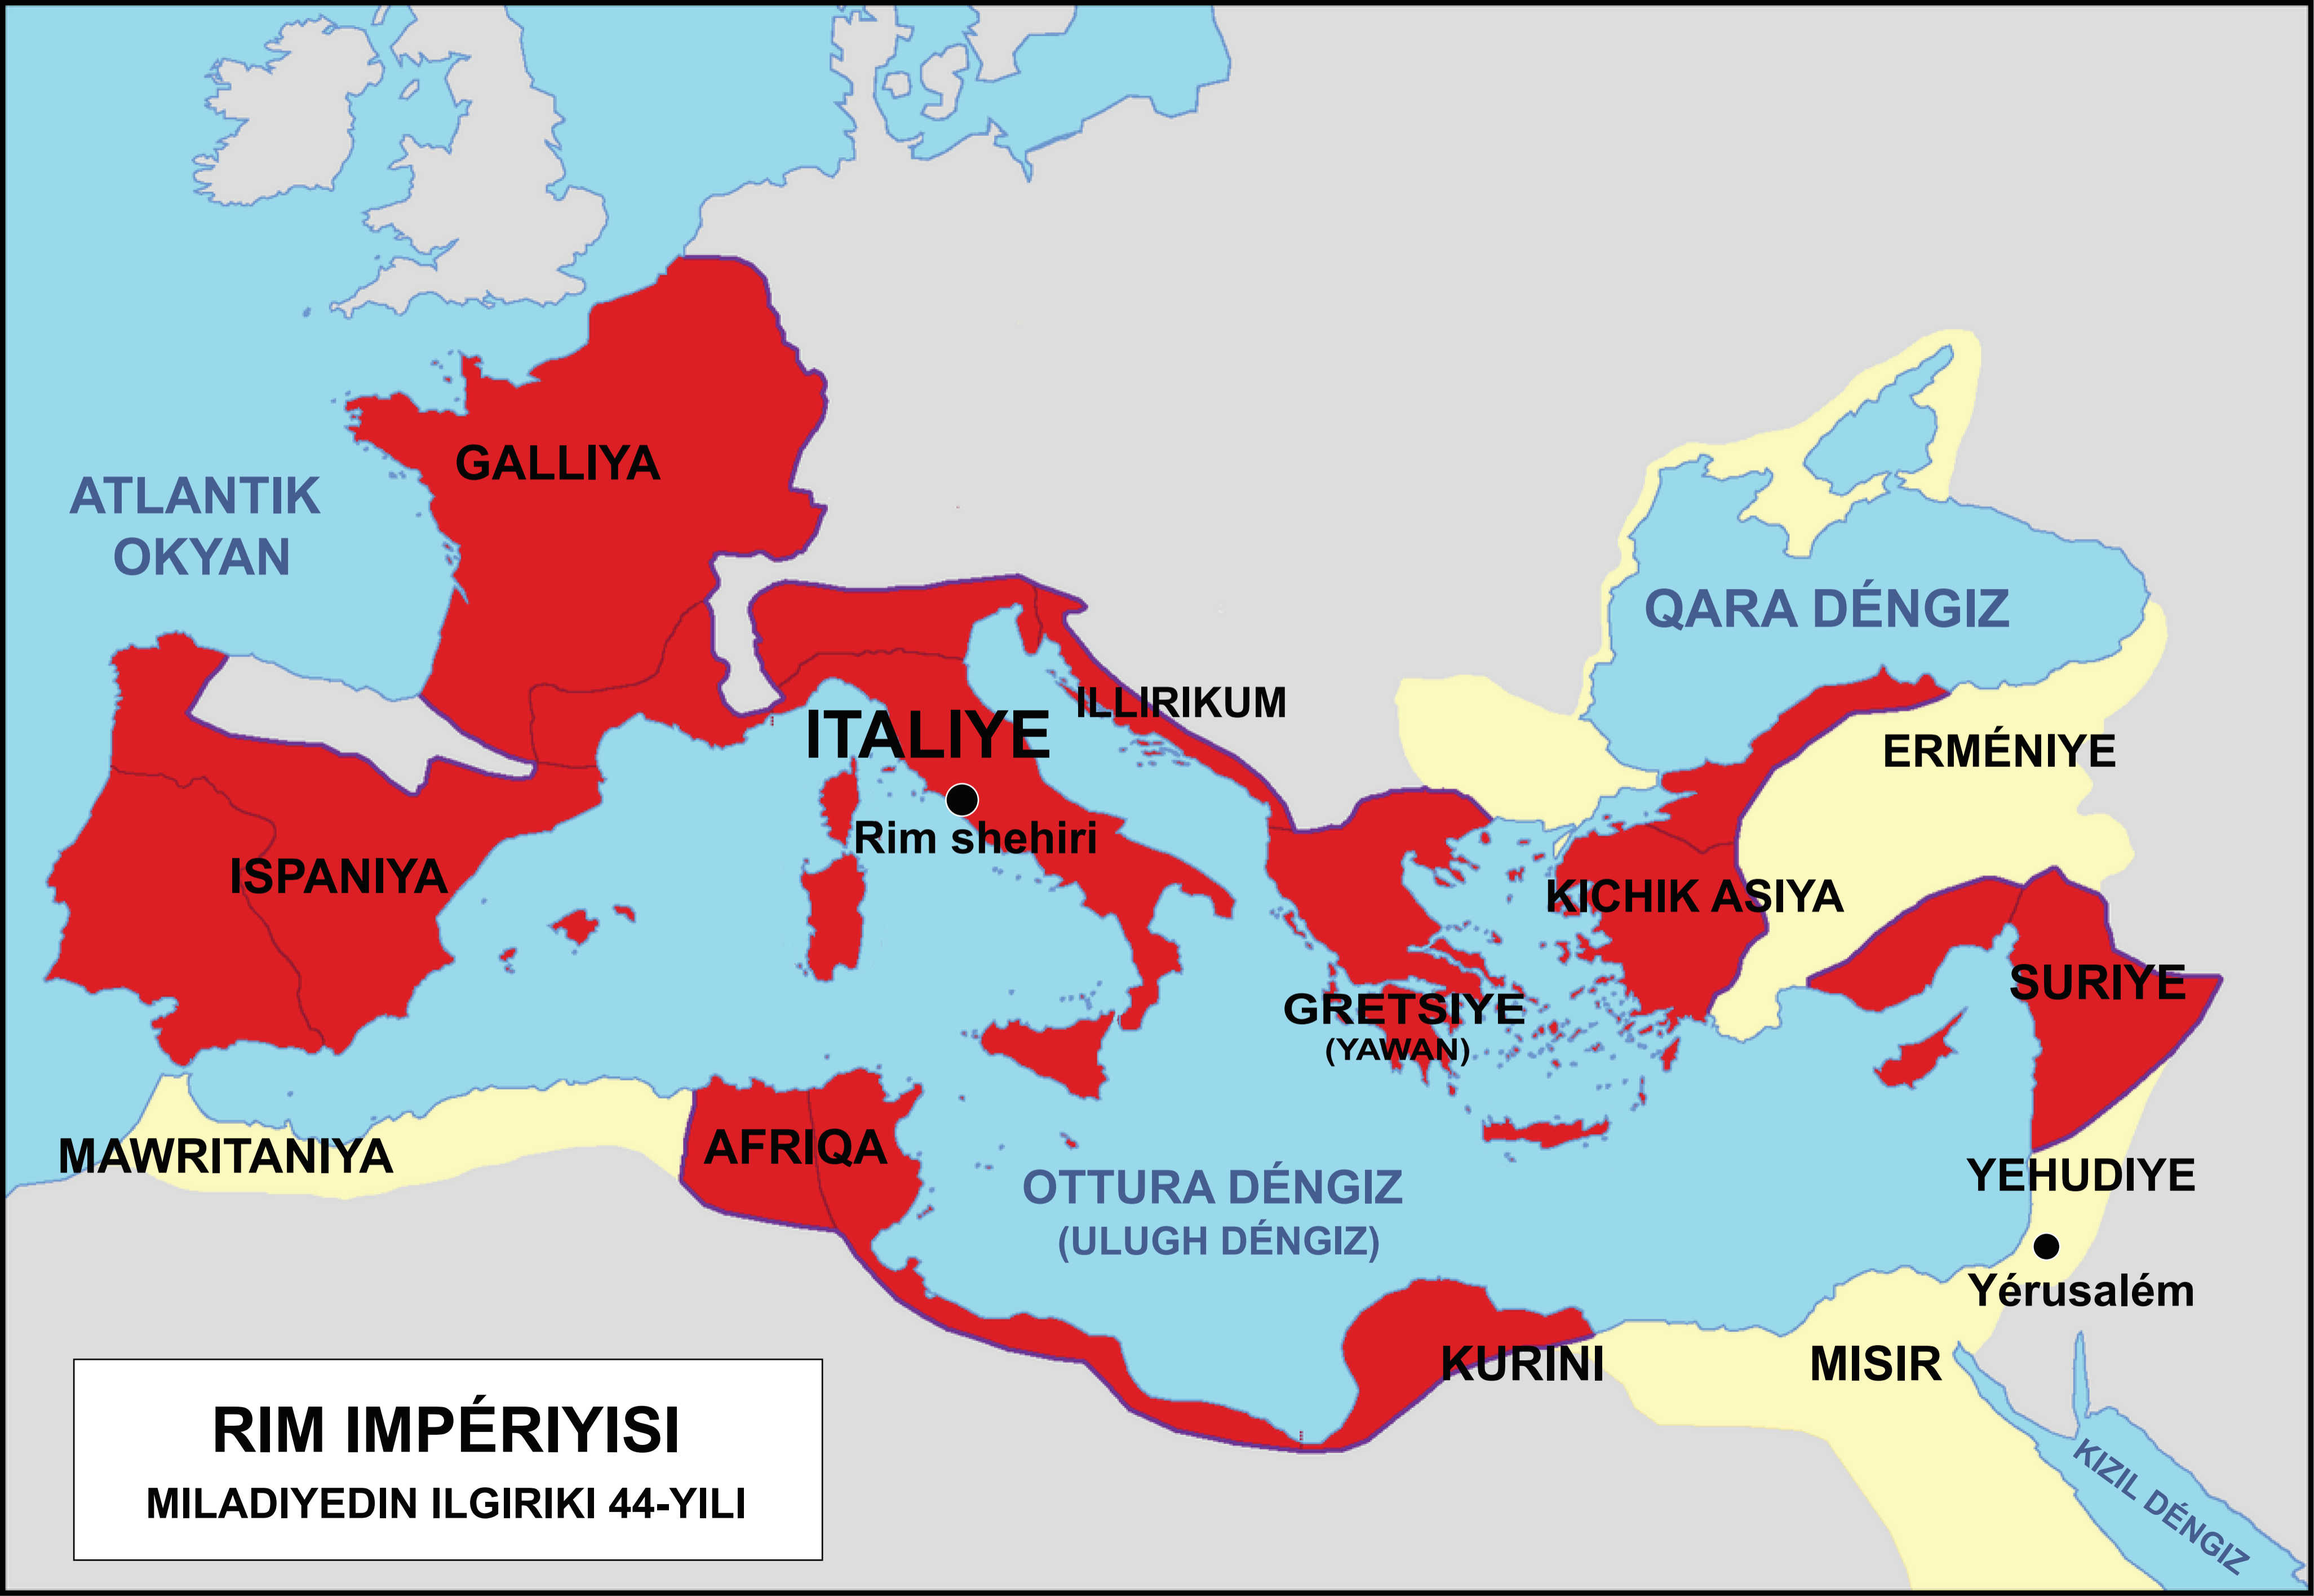 GALLIYA
ATLANTIK
OKYAN
QARA DÉNGIZ
ILLIRIKUM
ITALIYE
ERMÉNIYE
Rim shehiri
ISPANIYA
KICHIK ASIYA
SURIYE
GRETSIYE
(YAWAN)
MAWRITANIYA
AFRIQA
OTTURA DÉNGIZ
(ULUGH DÉNGIZ)
YEHUDIYE
Yérusalém
KURINI
MISIR
KIZIL DÉNGIZ
RIM IMPÉRIYISI
MILADIYEDIN ILGIRIKI 44-YILI